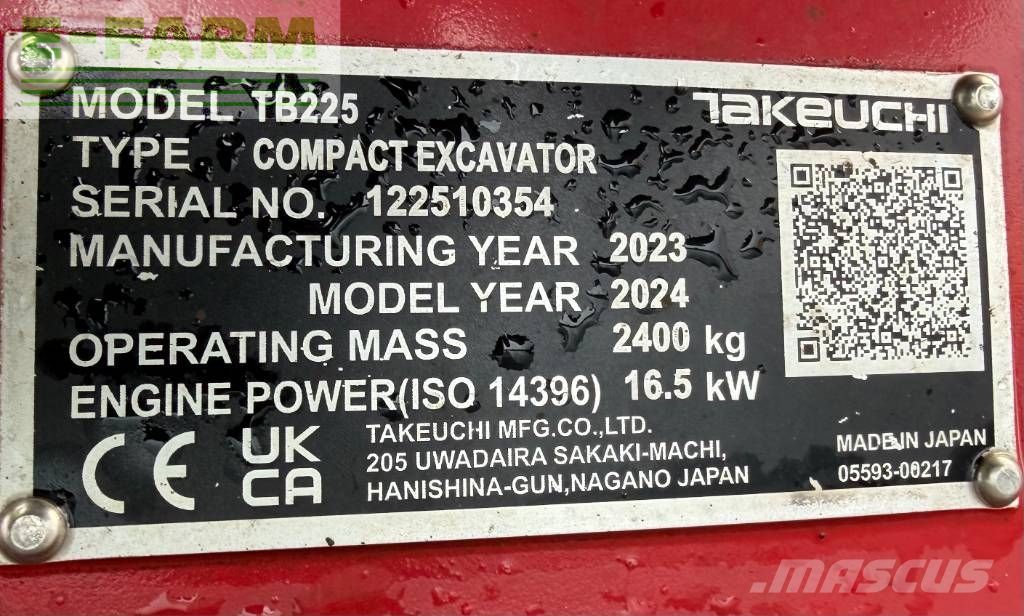 E-FARM
MODEL TB225
TAKEUCHI
TYPE COMPACT EXCAVATOR
SERIAL NO. 122510354
MANUFACTURING YEAR 2023
MODEL YEAR 2024
OPERATING MASS 2400 kg
ENGINE POWER(ISO 14396) 16.5 kW
CE UK CA
TAKEUCHI MFG.CO.,LTD.
205 UWADAIRA SAKAKI-MACHI,
HANISHINA-GUN,NAGANO JAPAN
MADE IN JAPAN
05593-00217
MASCUS